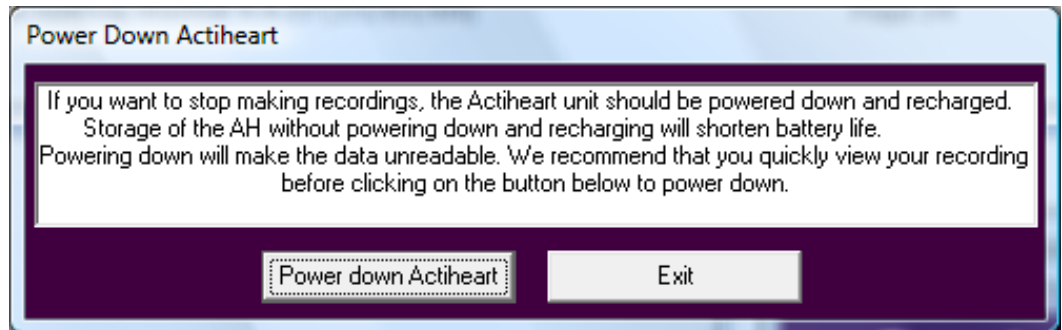 Power Down Actiheart
If you want to stop making recordings, the Actiheart unit should be powered down and recharged.
Storage of the AH without powering down and recharging will shorten battery life.
Powering down will make the data unreadable. We recommend that you quickly view your recording
before clicking on the button below to power down.
Power down Actiheart
Exit